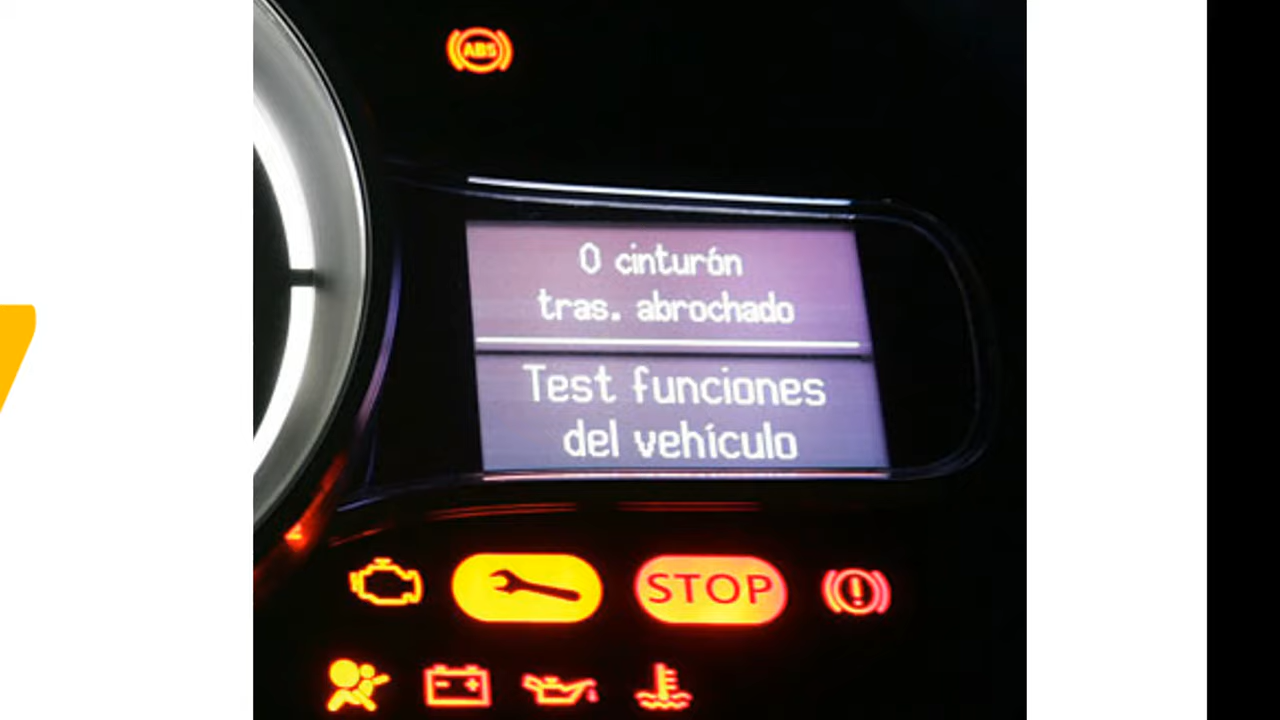 ABS
0 cinturón
tras. abrochado
Test funciones
del vehículo
STOP